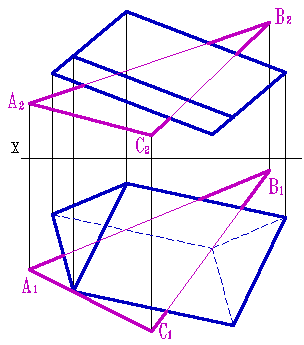 B₂
A₂
C₂
X
B₁
A₁
C₁